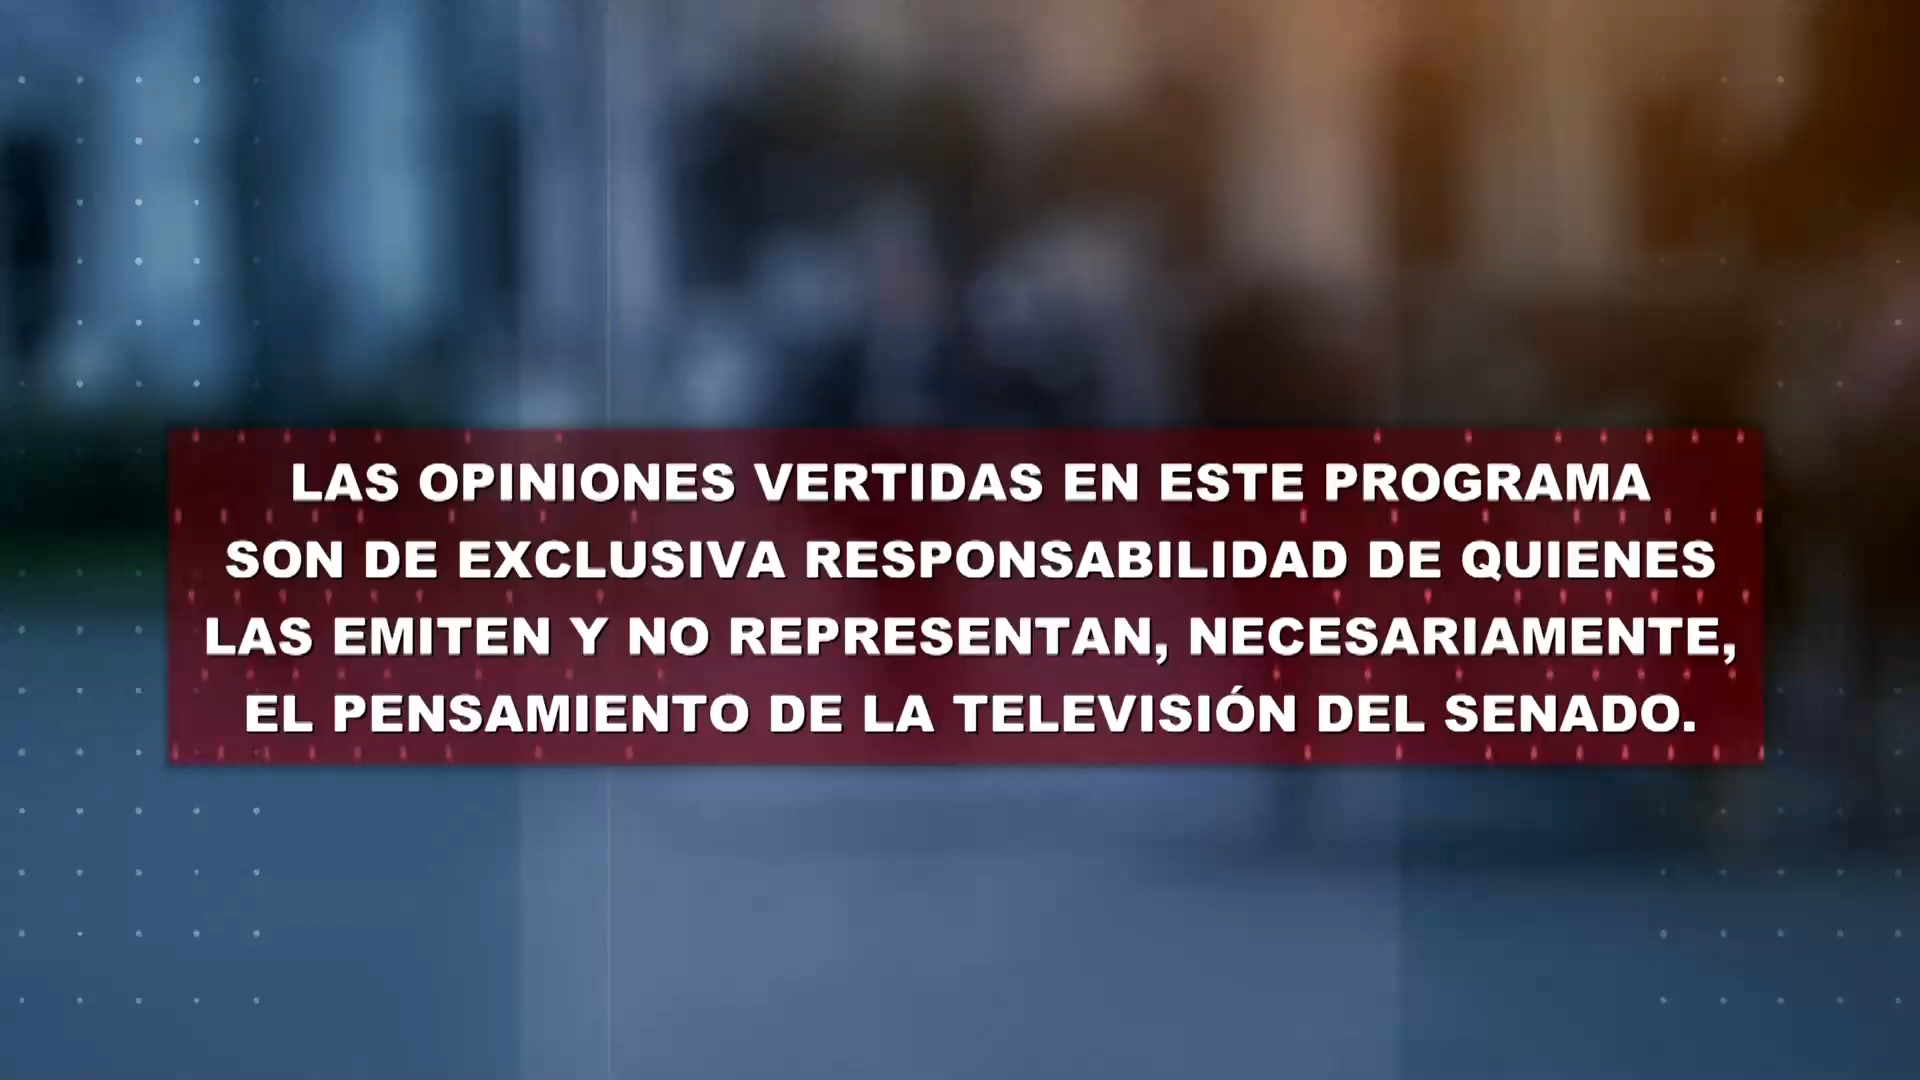 LAS OPINIONES VERTIDAS EN ESTE PROGRAMA
SON DE EXCLUSIVA RESPONSABILIDAD DE QUIENES
LAS EMITEN Y NO REPRESENTAN, NECESARIAMENTE,
EL PENSAMIENTO DE LA TELEVISIÓN DEL SENADO.